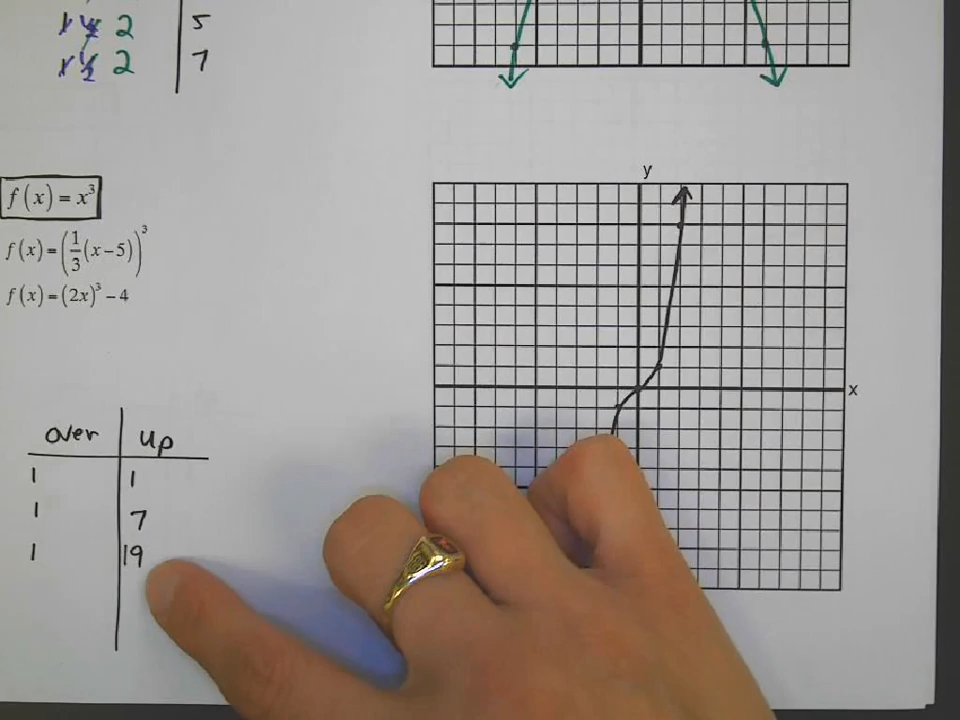 2 | 5
2 | 7
y
f(x) = x³
f(x) = (1/3(x−5))³
f(x) = (2x)³ − 4
x
over | up
1 | 1
1 | 7
1 | 19